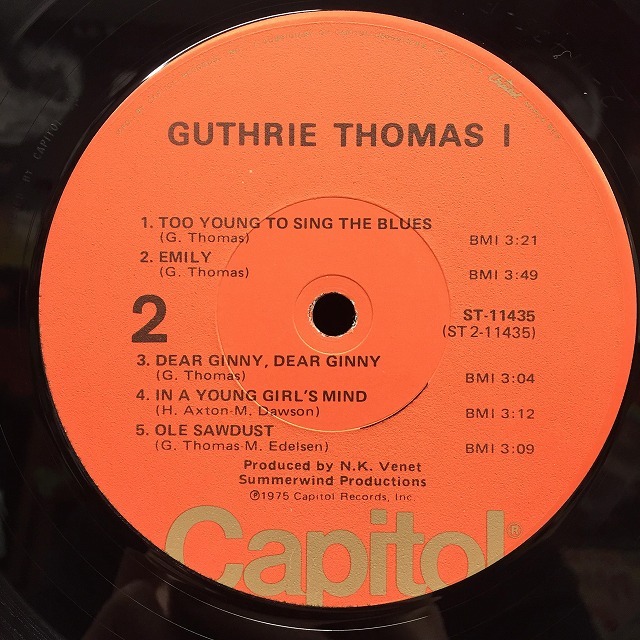 GUTHRIE THOMAS I
1. TOO YOUNG TO SING THE BLUES
(G. Thomas) BMI 3:21
2. EMILY
(G. Thomas) BMI 3:49
2 ST-11435
(ST 2-11435)
3. DEAR GINNY, DEAR GINNY
(G. Thomas) BMI 3:04
4. IN A YOUNG GIRL'S MIND
(H. Axton-M. Dawson) BMI 3:12
5. OLE SAWDUST
(G. Thomas-M. Edelsen) BMI 3:09
Produced by N.K. Venet
Summerwind Productions
℗1975 Capitol Records, Inc.
Capitol®